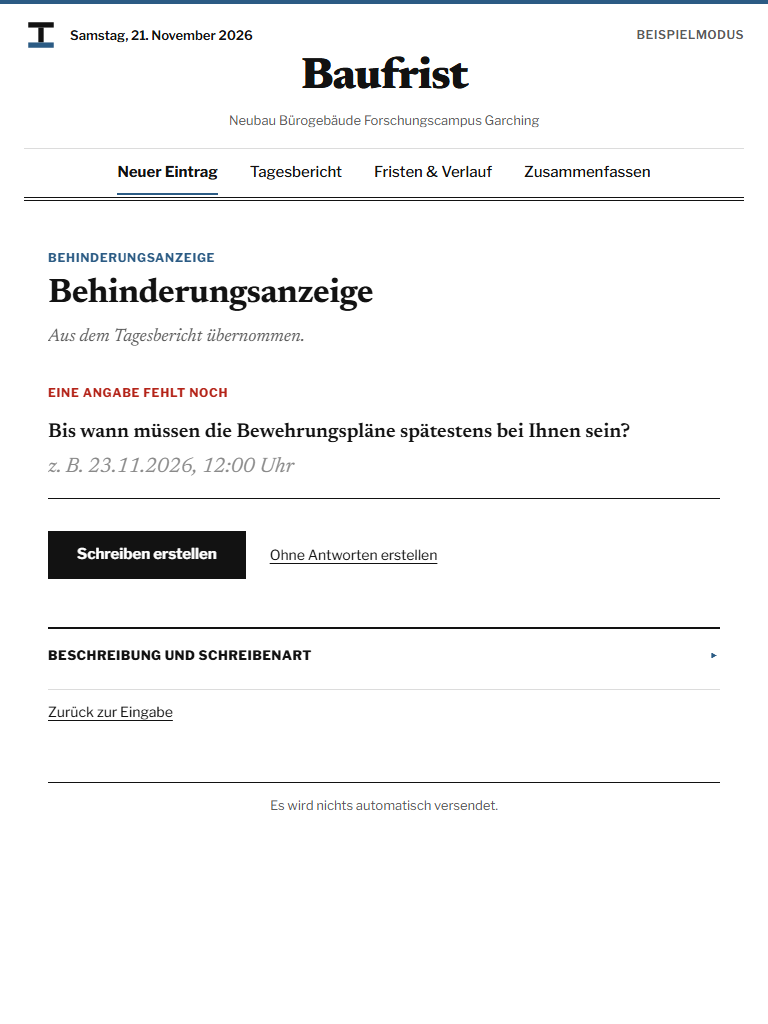 Samstag, 21. November 2026
BEISPIELMODUS
Baufrist
Neubau Bürogebäude Forschungscampus Garching
Neuer Eintrag
Tagesbericht
Fristen & Verlauf
Zusammenfassen
BEHINDERUNGSANZEIGE
Behinderungsanzeige
Aus dem Tagesbericht übernommen.
EINE ANGABE FEHLT NOCH
Bis wann müssen die Bewehrungspläne spätestens bei Ihnen sein?
z. B. 23.11.2026, 12:00 Uhr
Schreiben erstellen
Ohne Antworten erstellen
BESCHREIBUNG UND SCHREIBENART
Zurück zur Eingabe
Es wird nichts automatisch versendet.